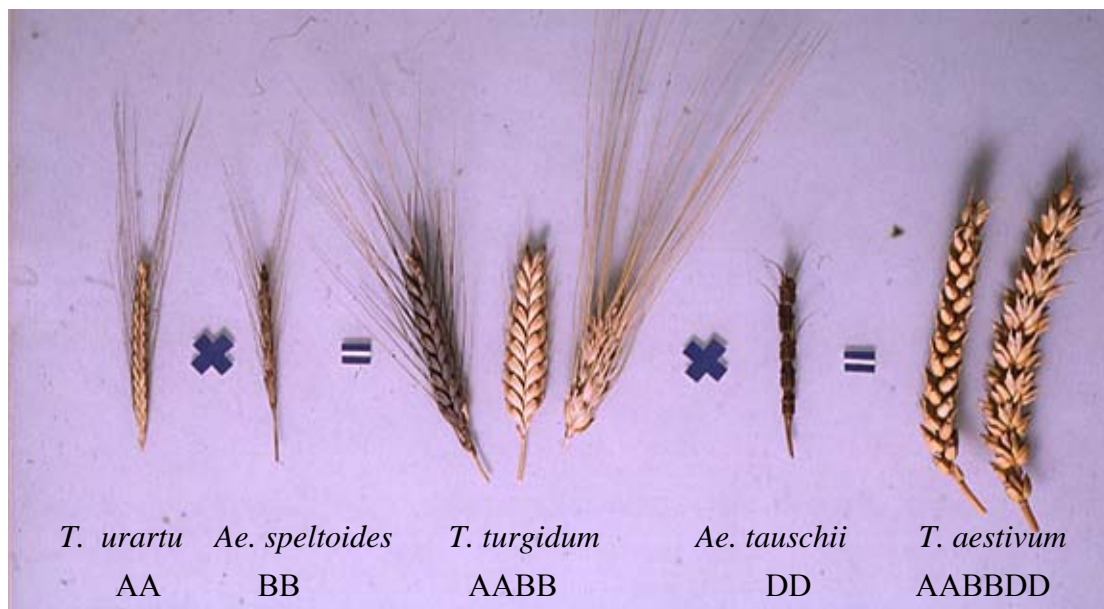 T. urartu Ae. speltoides T. turgidum Ae. tauschii T. aestivum
AA BB AABB DD AABBDD